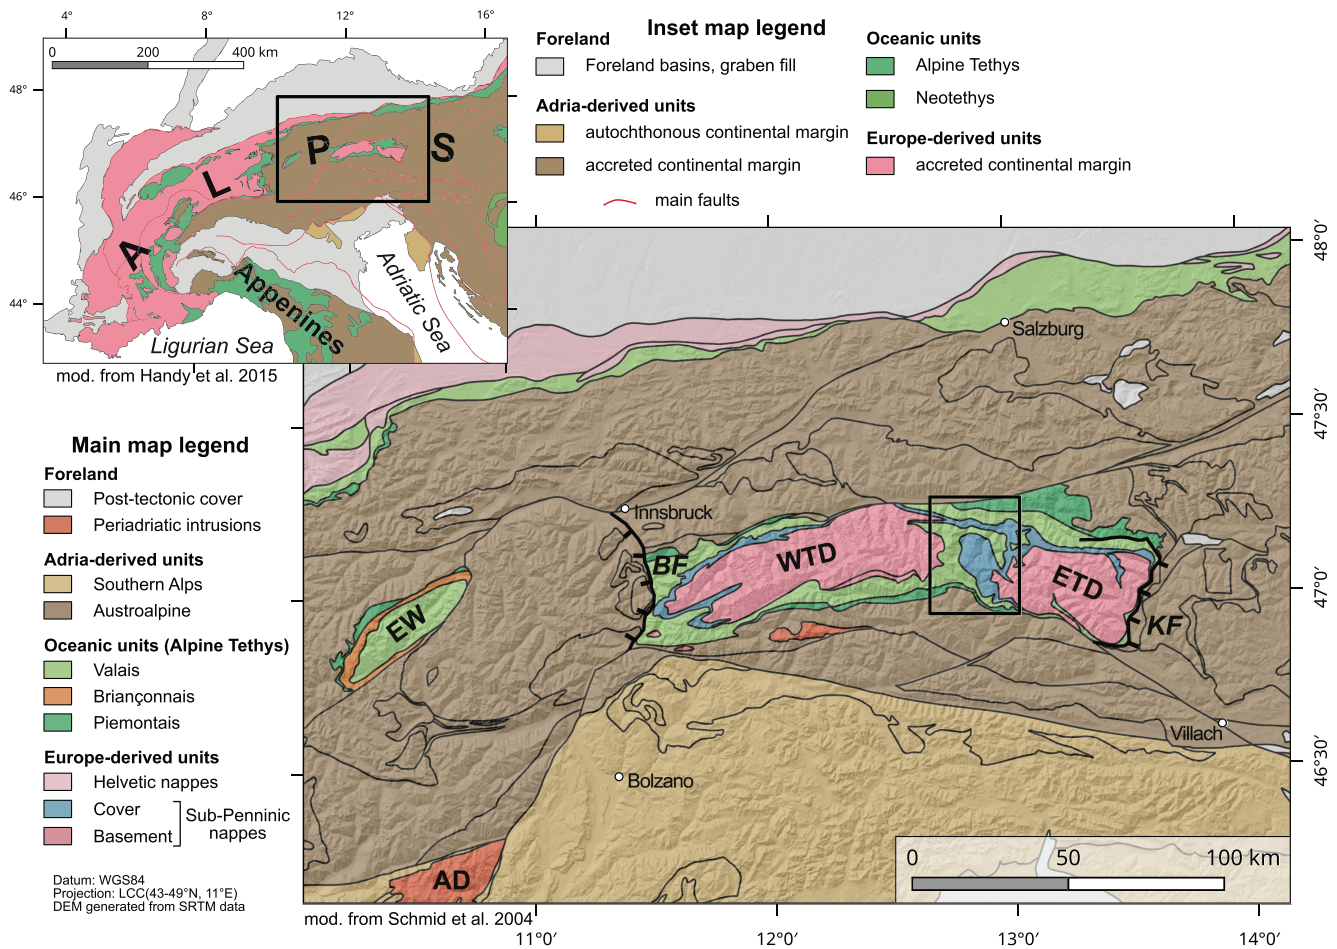 4° 8° 12° 16°
0 200 400 km
48°
46°
44°
A L P S
Appenines
Adriatic Sea
Ligurian Sea
mod. from Handy et al. 2015
Inset map legend
Foreland
Foreland basins, graben fill
Adria-derived units
autochthonous continental margin
accreted continental margin
main faults
Oceanic units
Alpine Tethys
Neotethys
Europe-derived units
accreted continental margin
Main map legend
Foreland
Post-tectonic cover
Periadriatic intrusions
Adria-derived units
Southern Alps
Austroalpine
Oceanic units (Alpine Tethys)
Valais
Briançonnais
Piemontais
Europe-derived units
Helvetic nappes
Cover
Basement
Sub-Penninic
nappes
Datum: WGS84
Projection: LCC(43-49°N, 11°E)
DEM generated from SRTM data
Salzburg
Innsbruck
BF
WTD
ETD
KF
EW
Villach
Bolzano
AD
0 50 100 km
mod. from Schmid et al. 2004
48°0′
47°30′
47°0′
46°30′
11°0′ 12°0′ 13°0′ 14°0′